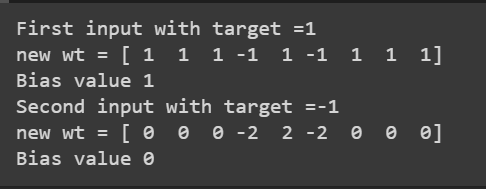 First input with target =1
new wt = [ 1  1  1 -1  1 -1  1  1  1]
Bias value 1
Second input with target =-1
new wt = [ 0  0  0 -2  2 -2  0  0  0]
Bias value 0